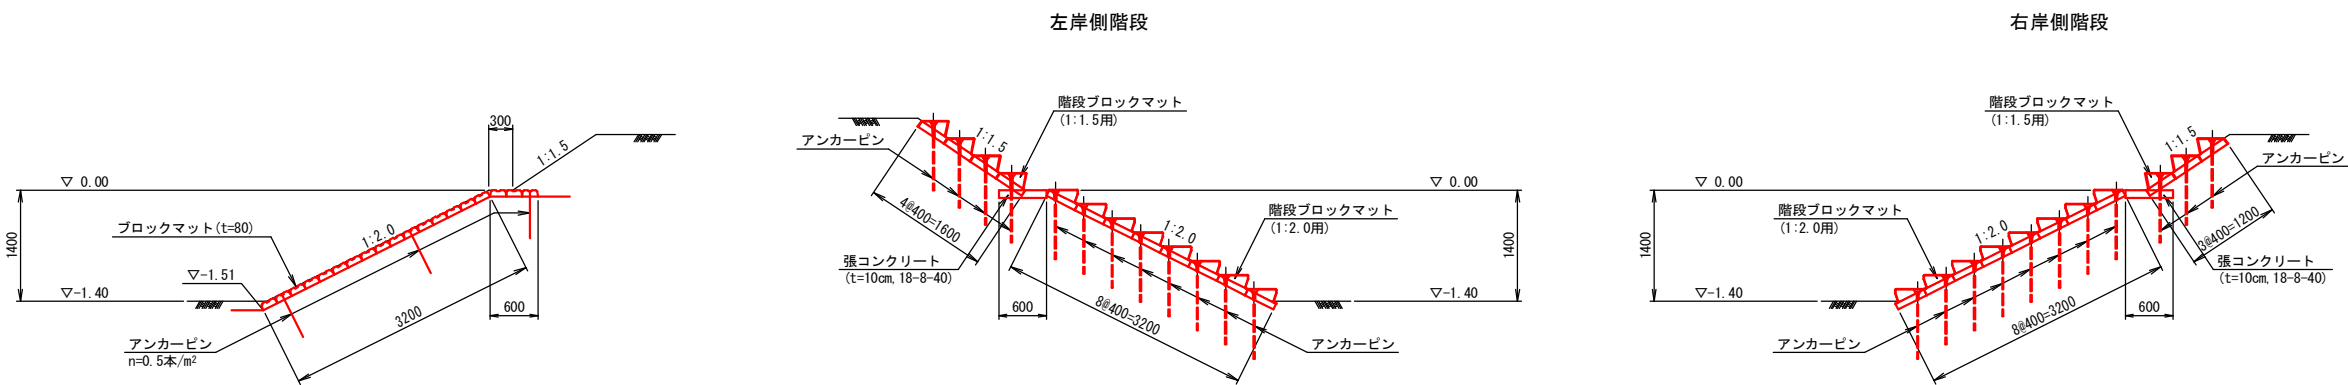 左岸側階段
右岸側階段
300
1:1.5
▽ 0.00
ブロックマット(t=80)
1:2.0
1400
▽-1.51
▽-1.40
3200
600
アンカーピン
n=0.5本/m²
階段ブロックマット
(1:1.5用)
アンカーピン
1:1.5
▽ 0.00
4@400=1600
階段ブロックマット
(1:2.0用)
1:2.0
1400
張コンクリート
(t=10cm,18-8-40)
▽-1.40
600
8@400=3200
アンカーピン
階段ブロックマット
(1:1.5用)
1:1.5
アンカーピン
▽ 0.00
階段ブロックマット
(1:2.0用)
1:2.0
3@400=1200
1400
張コンクリート
(t=10cm,18-8-40)
▽-1.40
600
8@400=3200
アンカーピン